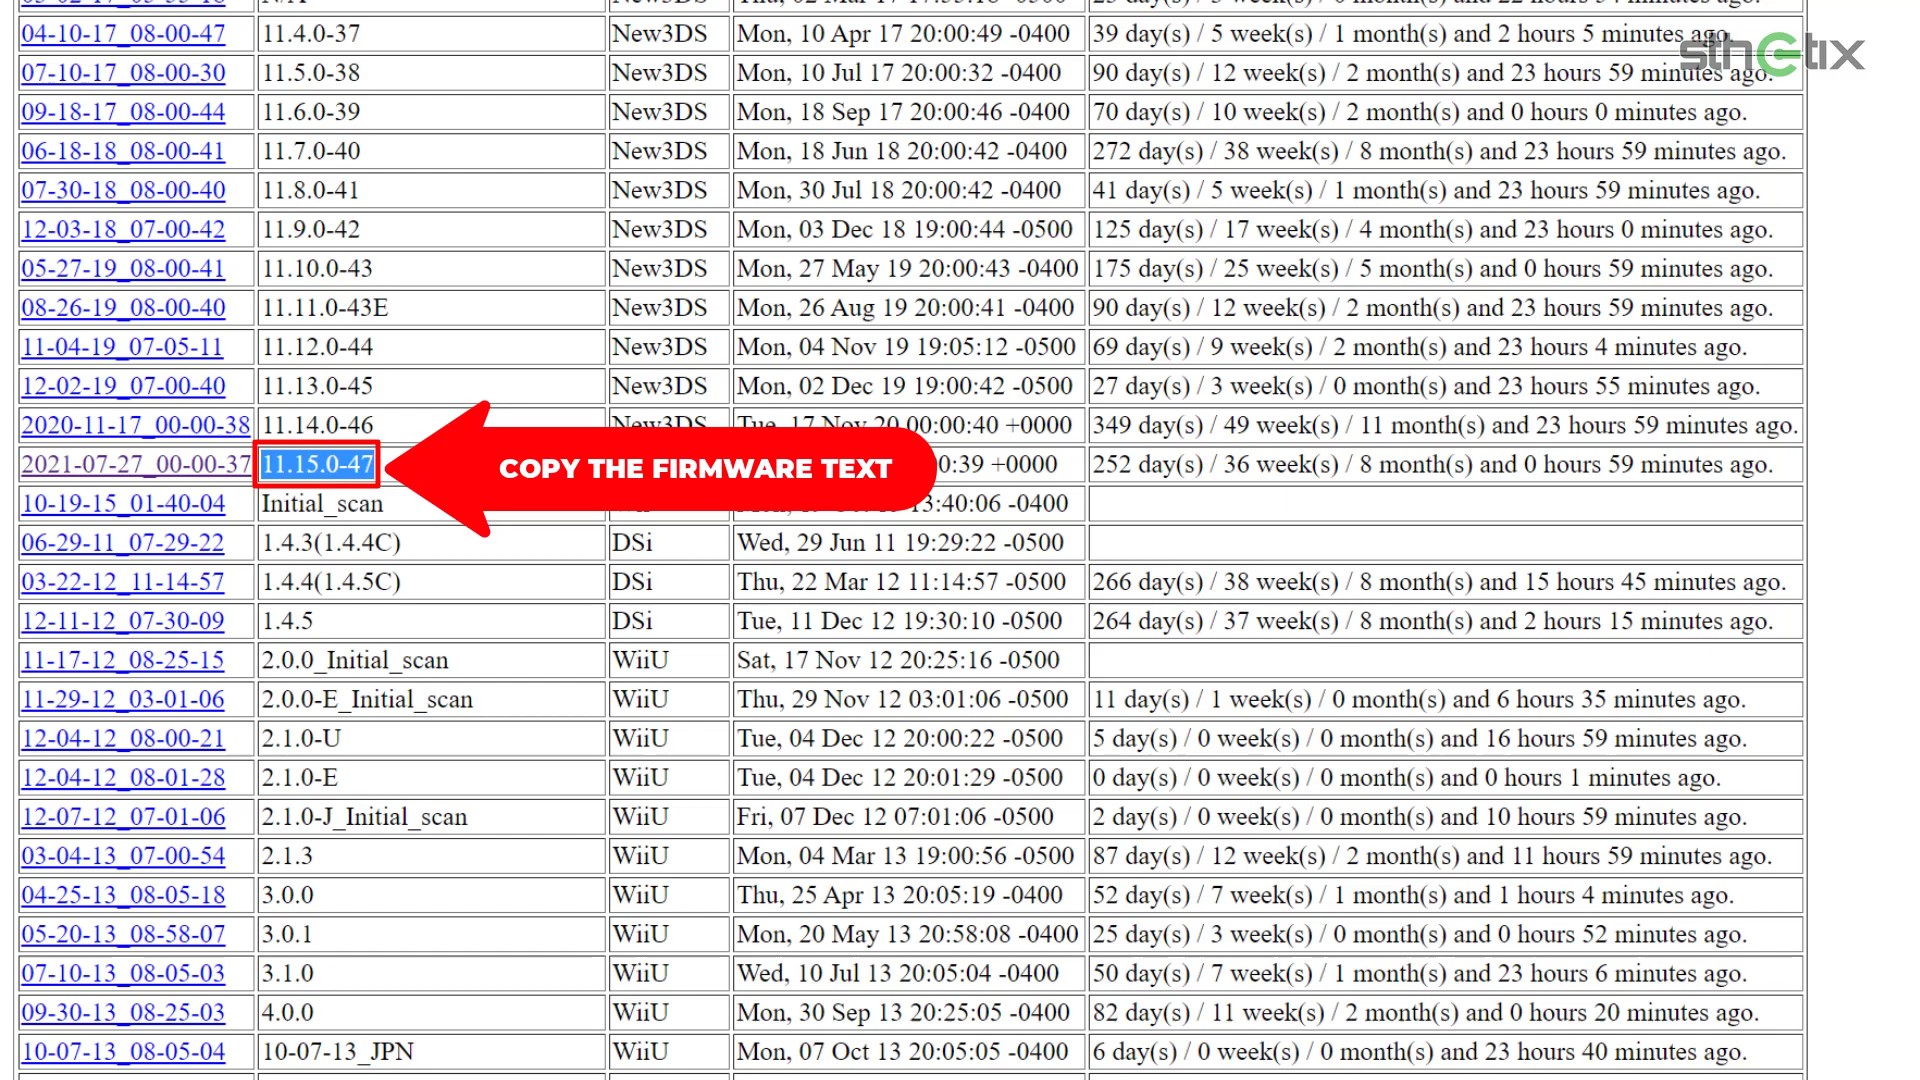 04-10-17_08-00-47 11.4.0-37 New3DS Mon, 10 Apr 17 20:00:49 -0400 39 day(s) / 5 week(s) / 1 month(s) and 2 hours 5 minutes ago.
sthetix
07-10-17_08-00-30 11.5.0-38 New3DS Mon, 10 Jul 17 20:00:32 -0400 90 day(s) / 12 week(s) / 2 month(s) and 23 hours 59 minutes ago.
09-18-17_08-00-44 11.6.0-39 New3DS Mon, 18 Sep 17 20:00:46 -0400 70 day(s) / 10 week(s) / 2 month(s) and 0 hours 0 minutes ago.
06-18-18_08-00-41 11.7.0-40 New3DS Mon, 18 Jun 18 20:00:42 -0400 272 day(s) / 38 week(s) / 8 month(s) and 23 hours 59 minutes ago.
07-30-18_08-00-40 11.8.0-41 New3DS Mon, 30 Jul 18 20:00:42 -0400 41 day(s) / 5 week(s) / 1 month(s) and 23 hours 59 minutes ago.
12-03-18_07-00-42 11.9.0-42 New3DS Mon, 03 Dec 18 19:00:44 -0500 125 day(s) / 17 week(s) / 4 month(s) and 23 hours 0 minutes ago.
05-27-19_08-00-41 11.10.0-43 New3DS Mon, 27 May 19 20:00:43 -0400 175 day(s) / 25 week(s) / 5 month(s) and 0 hours 59 minutes ago.
08-26-19_08-00-40 11.11.0-43E New3DS Mon, 26 Aug 19 20:00:41 -0400 90 day(s) / 12 week(s) / 2 month(s) and 23 hours 59 minutes ago.
11-04-19_07-05-11 11.12.0-44 New3DS Mon, 04 Nov 19 19:05:12 -0500 69 day(s) / 9 week(s) / 2 month(s) and 23 hours 4 minutes ago.
12-02-19_07-00-40 11.13.0-45 New3DS Mon, 02 Dec 19 19:00:42 -0500 27 day(s) / 3 week(s) / 0 month(s) and 23 hours 55 minutes ago.
2020-11-17_00-00-38 11.14.0-46 New3DS Tue, 17 Nov 20 00:00:40 +0000 349 day(s) / 49 week(s) / 11 month(s) and 23 hours 59 minutes ago.
2021-07-27_00-00-37 11.15.0-47 COPY THE FIRMWARE TEXT 0:39 +0000 252 day(s) / 36 week(s) / 8 month(s) and 0 hours 59 minutes ago.
10-19-15_01-40-04 Initial_scan 13:40:06 -0400
06-29-11_07-29-22 1.4.3(1.4.4C) DSi Wed, 29 Jun 11 19:29:22 -0500
03-22-12_11-14-57 1.4.4(1.4.5C) DSi Thu, 22 Mar 12 11:14:57 -0500 266 day(s) / 38 week(s) / 8 month(s) and 15 hours 45 minutes ago.
12-11-12_07-30-09 1.4.5 DSi Tue, 11 Dec 12 19:30:10 -0500 264 day(s) / 37 week(s) / 8 month(s) and 2 hours 15 minutes ago.
11-17-12_08-25-15 2.0.0_Initial_scan WiiU Sat, 17 Nov 12 20:25:16 -0500
11-29-12_03-01-06 2.0.0-E_Initial_scan WiiU Thu, 29 Nov 12 03:01:06 -0500 11 day(s) / 1 week(s) / 0 month(s) and 6 hours 35 minutes ago.
12-04-12_08-00-21 2.1.0-U WiiU Tue, 04 Dec 12 20:00:22 -0500 5 day(s) / 0 week(s) / 0 month(s) and 16 hours 59 minutes ago.
12-04-12_08-01-28 2.1.0-E WiiU Tue, 04 Dec 12 20:01:29 -0500 0 day(s) / 0 week(s) / 0 month(s) and 0 hours 1 minutes ago.
12-07-12_07-01-06 2.1.0-J_Initial_scan WiiU Fri, 07 Dec 12 07:01:06 -0500 2 day(s) / 0 week(s) / 0 month(s) and 10 hours 59 minutes ago.
03-04-13_07-00-54 2.1.3 WiiU Mon, 04 Mar 13 19:00:56 -0500 87 day(s) / 12 week(s) / 2 month(s) and 11 hours 59 minutes ago.
04-25-13_08-05-18 3.0.0 WiiU Thu, 25 Apr 13 20:05:19 -0400 52 day(s) / 7 week(s) / 1 month(s) and 1 hours 4 minutes ago.
05-20-13_08-58-07 3.0.1 WiiU Mon, 20 May 13 20:58:08 -0400 25 day(s) / 3 week(s) / 0 month(s) and 0 hours 52 minutes ago.
07-10-13_08-05-03 3.1.0 WiiU Wed, 10 Jul 13 20:05:04 -0400 50 day(s) / 7 week(s) / 1 month(s) and 23 hours 6 minutes ago.
09-30-13_08-25-03 4.0.0 WiiU Mon, 30 Sep 13 20:25:05 -0400 82 day(s) / 11 week(s) / 2 month(s) and 0 hours 20 minutes ago.
10-07-13_08-05-04 10-07-13_JPN WiiU Mon, 07 Oct 13 20:05:05 -0400 6 day(s) / 0 week(s) / 0 month(s) and 23 hours 40 minutes ago.